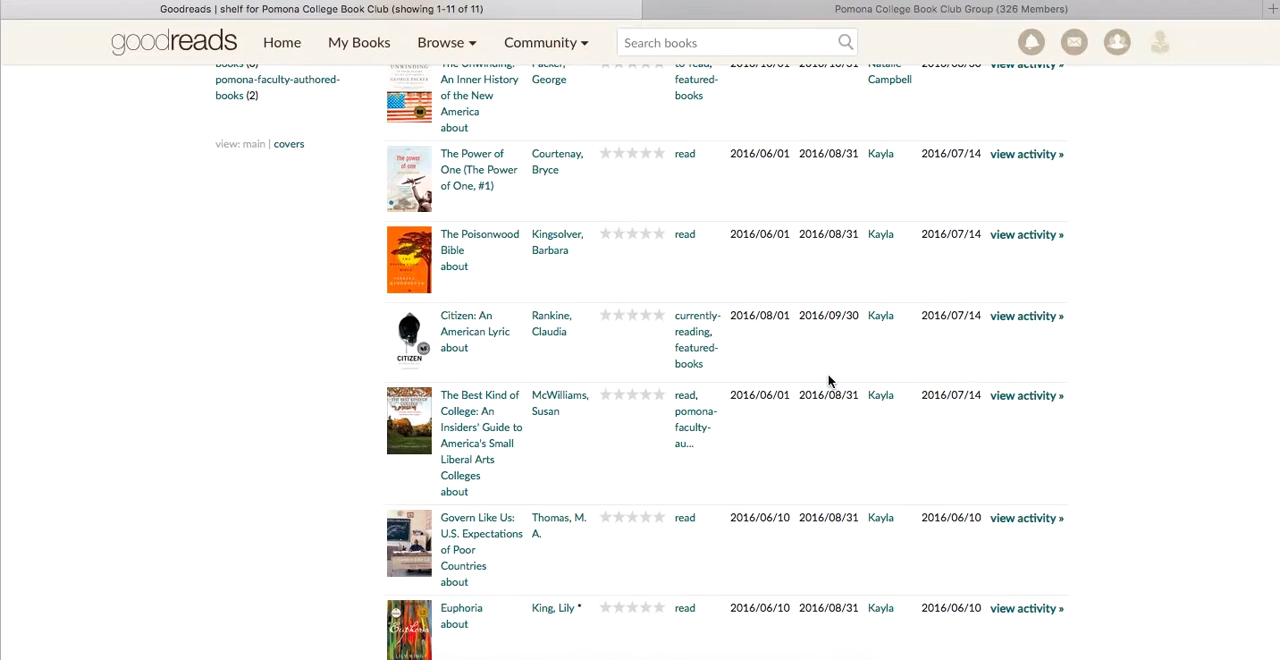 Goodreads | shelf for Pomona College Book Club (showing 1-11 of 11)
Pomona College Book Club Group (326 Members)
+
goodreads
Home
My Books
Browse
Community
Search books
books (8)
pomona-faculty-authored-
books (2)
view: main | covers
The Unwinding:
An Inner History
of the New
America
about
Packer,
George
to-read,
featured-
books
Natalie
Campbell
view activity »
The Power of
One (The Power
of One, #1)
Courtenay,
Bryce
read
2016/06/01
2016/08/31
Kayla
2016/07/14
view activity »
The Poisonwood
Bible
about
Kingsolver,
Barbara
read
2016/06/01
2016/08/31
Kayla
2016/07/14
view activity »
CITIZEN
Citizen: An
American Lyric
about
Rankine,
Claudia
currently-
reading,
featured-
books
2016/08/01
2016/09/30
Kayla
2016/07/14
view activity »
The Best Kind of
College: An
Insiders' Guide to
America's Small
Liberal Arts
Colleges
about
McWilliams,
Susan
read,
pomona-
faculty-
au...
2016/06/01
2016/08/31
Kayla
2016/07/14
view activity »
Govern Like Us:
U.S. Expectations
of Poor
Countries
about
Thomas, M.
A.
read
2016/06/10
2016/08/31
Kayla
2016/06/10
view activity »
Euphoria
Euphoria
about
King, Lily *
read
2016/06/10
2016/08/31
Kayla
2016/06/10
view activity »